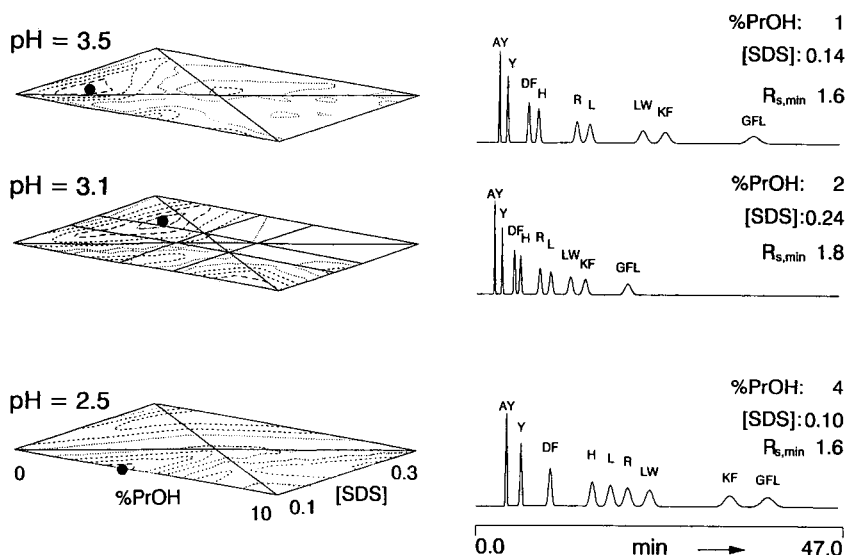 pH = 3.5
AY
Y
DF
H
R
L
LW
KF
GFL
%PrOH: 1
[SDS]: 0.14
Rs,min 1.6
pH = 3.1
AY
Y
DF
H
R
L
LW
KF
GFL
%PrOH: 2
[SDS]: 0.24
Rs,min 1.8
pH = 2.5
0
%PrOH
10
0.1
[SDS]
0.3
AY
Y
DF
H
L
R
LW
KF
GFL
%PrOH: 4
[SDS]: 0.10
Rs,min 1.6
0.0 min 47.0